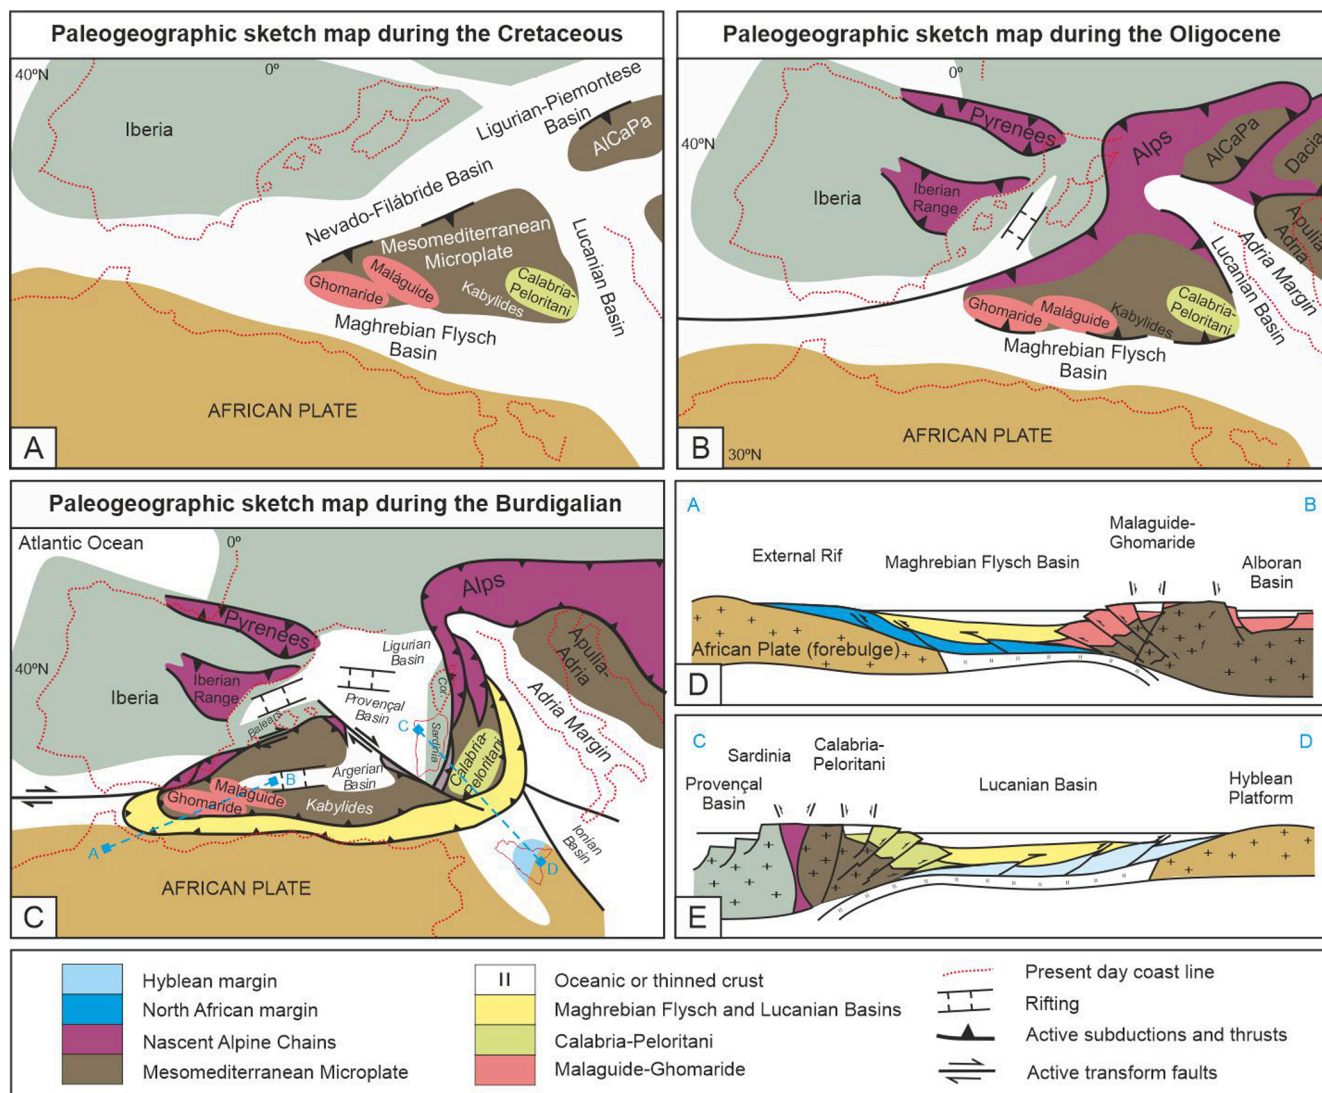 Paleogeographic sketch map during the Cretaceous
40ºN
0º
Iberia
Ligurian-Piemontese
Basin
AlCaPa
Nevado-Filábride Basin
Mesomediterranean
Microplate
Lucanian Basin
Ghomaride
Maláguide
Kabylides
Calabria-
Peloritani
Maghrebian Flysch
Basin
AFRICAN PLATE
A
Paleogeographic sketch map during the Oligocene
0º
40ºN
Pyrenees
Alps
AlCaPa
Dacia
Iberia
Iberian
Range
Apulia-
Adria
Adria Margin
Lucanian Basin
Ghomaride
Maláguide
Kabylides
Calabria-
Peloritani
Maghrebian Flysch
Basin
AFRICAN PLATE
30ºN
B
Paleogeographic sketch map during the Burdigalian
Atlantic Ocean
0º
Alps
Pyrenees
40ºN
Iberia
Iberian
Range
Ligurian
Basin
Provençal
Basin
Cor.
Sardinia
Balears
Apulia-
Adria
Adria Margin
C
B
Argerian
Basin
Calabria-
Peloritani
Maláguide
Ghomaride
Kabylides
A
Ionian
Basin
D
AFRICAN PLATE
C
A
B
External Rif
Maghrebian Flysch Basin
Malaguide-
Ghomaride
Alboran
Basin
African Plate (forebulge)
D
C
D
Sardinia
Provençal
Basin
Calabria-
Peloritani
Lucanian Basin
Hyblean
Platform
E
Hyblean margin
North African margin
Nascent Alpine Chains
Mesomediterranean Microplate
II
Oceanic or thinned crust
Maghrebian Flysch and Lucanian Basins
Calabria-Peloritani
Malaguide-Ghomaride
Present day coast line
Rifting
Active subductions and thrusts
Active transform faults